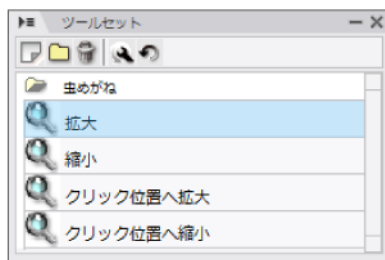 ツールセット
虫めがね
拡大
縮小
クリック位置へ拡大
クリック位置へ縮小